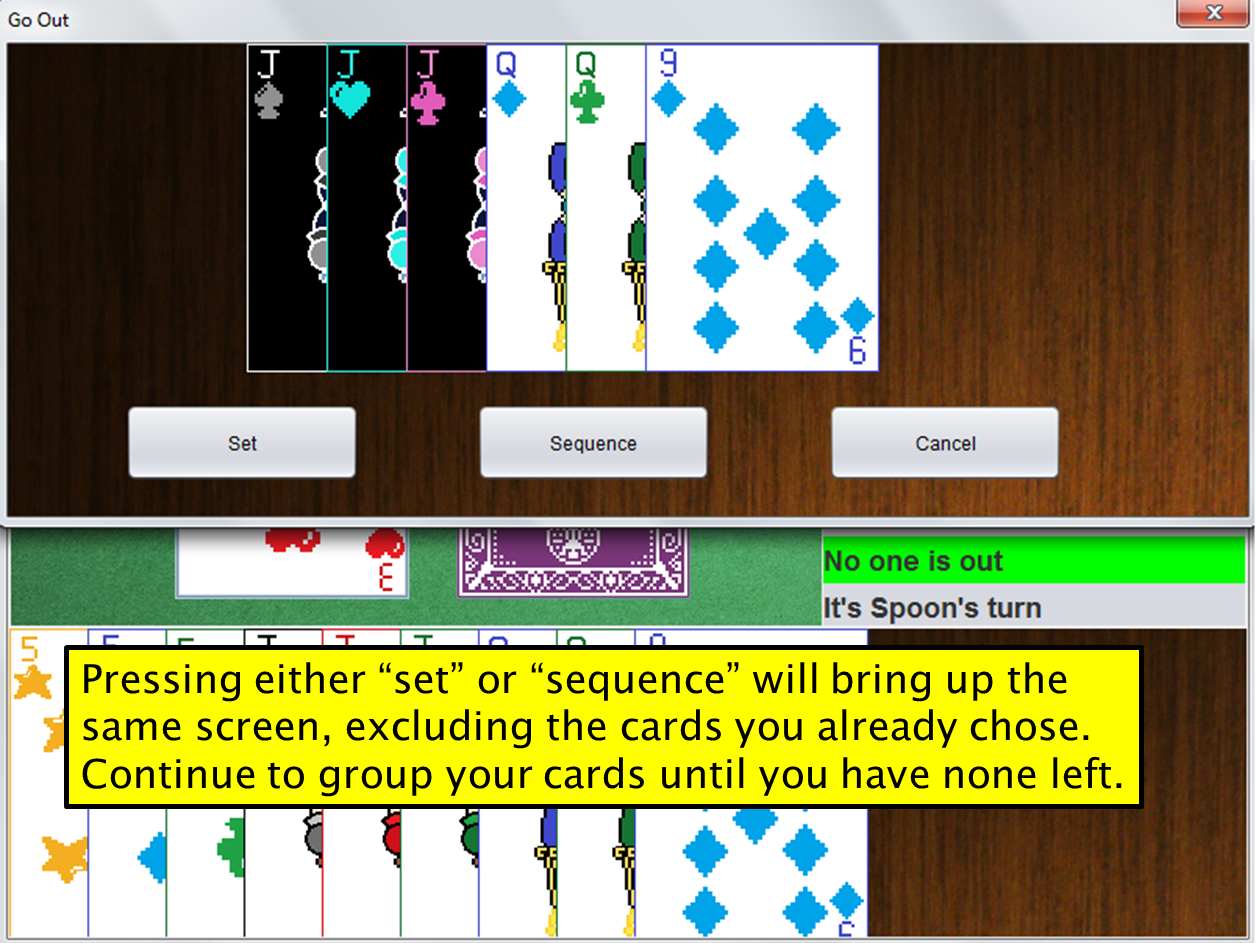 Go Out
J
J
J
Q
Q
9
9
Set
Sequence
Cancel
3
No one is out
It's Spoon's turn
5
Pressing either “set” or “sequence” will bring up the
same screen, excluding the cards you already chose.
Continue to group your cards until you have none left.